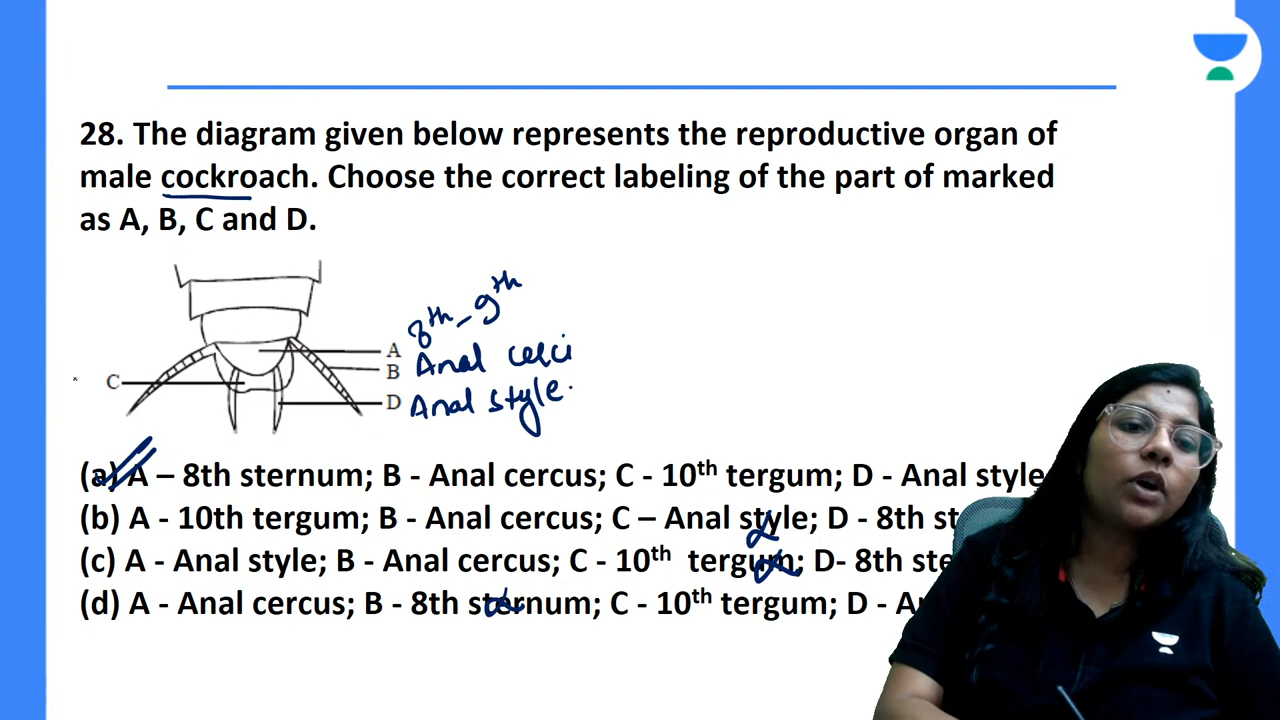 28. The diagram given below represents the reproductive organ of
male cockroach. Choose the correct labeling of the part of marked
as A, B, C and D.
8th - 9th
A
Anal cerci
B
C
D Anal style.
(a) A – 8th sternum; B - Anal cercus; C - 10th tergum; D - Anal style
(b) A - 10th tergum; B - Anal cercus; C – Anal style; D - 8th st
(c) A - Anal style; B - Anal cercus; C - 10th tergum; D- 8th ste
(d) A - Anal cercus; B - 8th sternum; C - 10th tergum; D - A